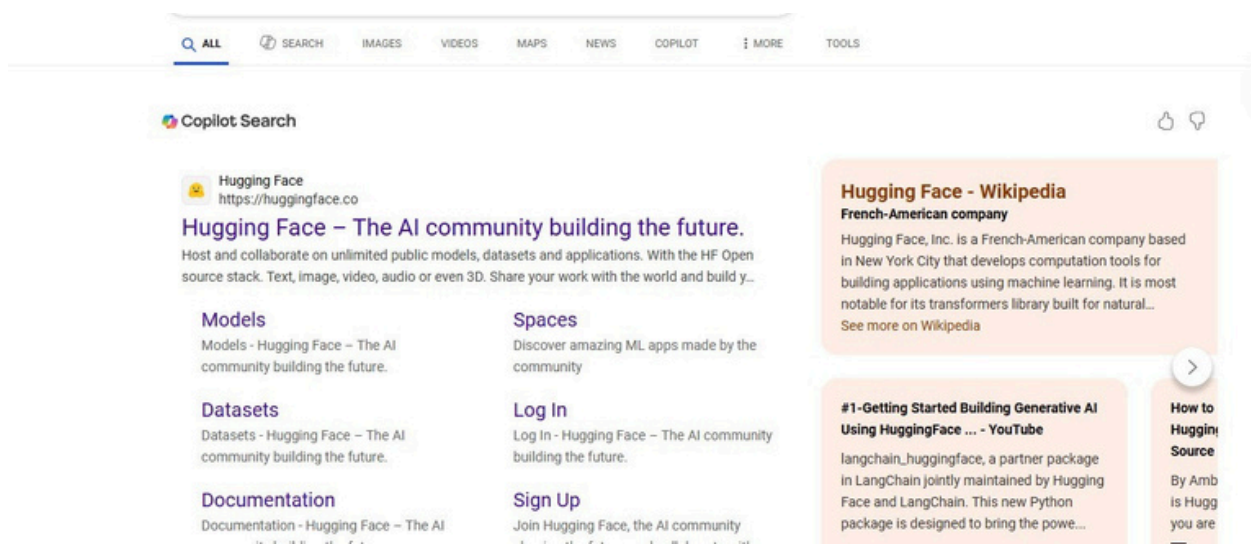 ALL
SEARCH
IMAGES
VIDEOS
MAPS
NEWS
COPILOT
MORE
TOOLS
Copilot Search
Hugging Face
https://huggingface.co
Hugging Face – The AI community building the future.
Host and collaborate on unlimited public models, datasets and applications. With the HF Open
source stack. Text, image, video, audio or even 3D. Share your work with the world and build y...
Models
Models - Hugging Face – The AI
community building the future.
Spaces
Discover amazing ML apps made by the
community
Datasets
Datasets - Hugging Face – The AI
community building the future.
Log In
Log In - Hugging Face – The AI community
building the future.
Documentation
Documentation - Hugging Face – The AI
Sign Up
Join Hugging Face, the AI community
Hugging Face - Wikipedia
French-American company
Hugging Face, Inc. is a French-American company based
in New York City that develops computation tools for
building applications using machine learning. It is most
notable for its transformers library built for natural...
See more on Wikipedia
#1-Getting Started Building Generative AI
Using HuggingFace ... - YouTube
langchain_huggingface, a partner package
in LangChain jointly maintained by Hugging
Face and LangChain. This new Python
package is designed to bring the powe...
How to
Hugging
Source
By Amb
is Hugg
you are